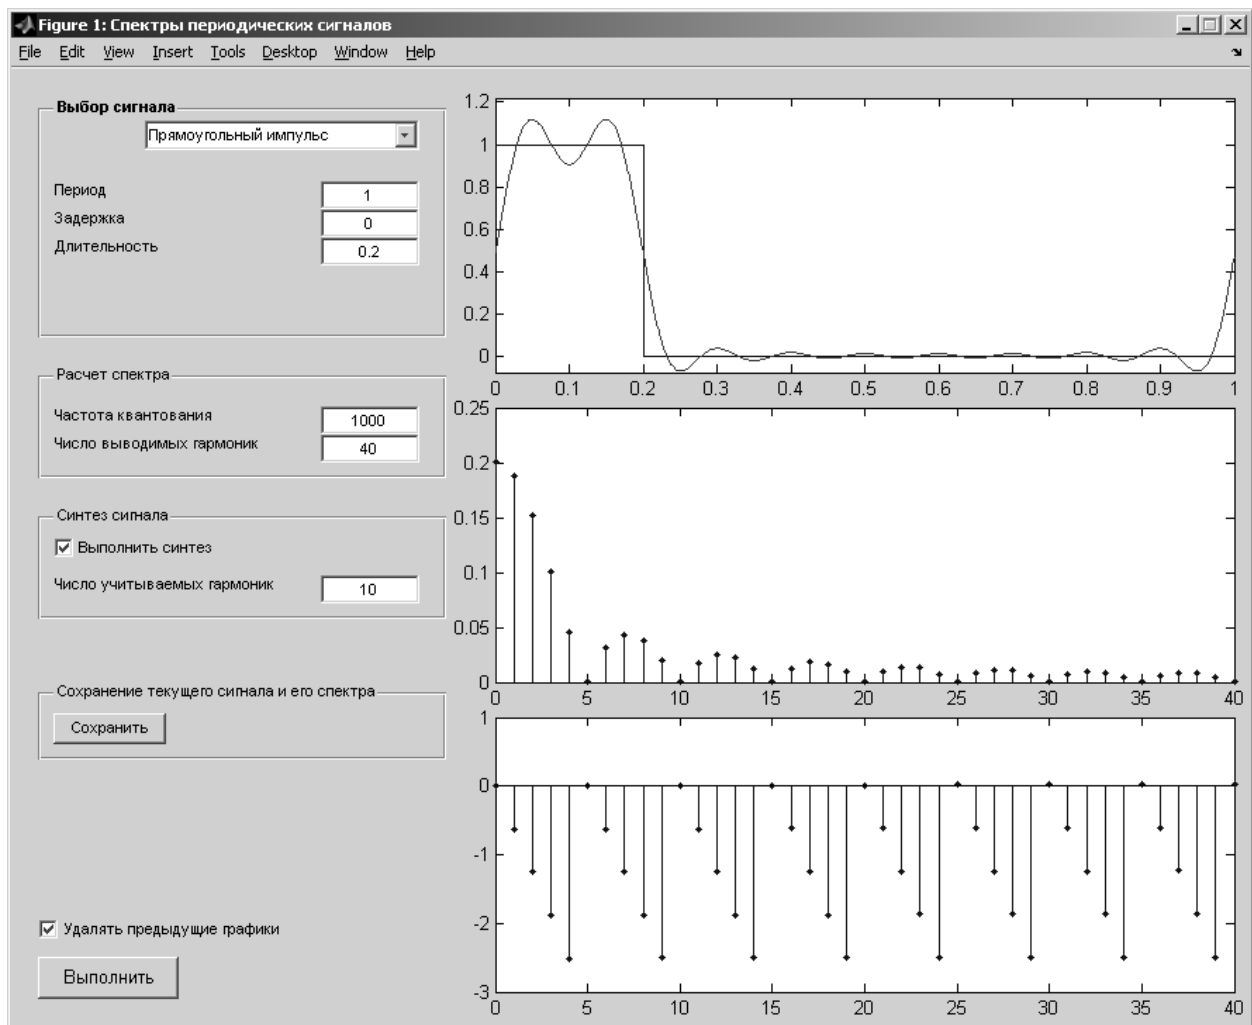 Figure 1: Спектры периодических сигналов
File Edit View Insert Tools Desktop Window Help
Выбор сигнала
Прямоугольный импульс
Период 1
Задержка 0
Длительность 0.2
Расчет спектра
Частота квантования 1000
Число выводимых гармоник 40
Синтез сигнала
Выполнить синтез
Число учитываемых гармоник 10
Сохранение текущего сигнала и его спектра
Сохранить
Удалять предыдущие графики
Выполнить
1.2
1
0.8
0.6
0.4
0.2
0
0 0.1 0.2 0.3 0.4 0.5 0.6 0.7 0.8 0.9 1
0.25
0.2
0.15
0.1
0.05
0
0 5 10 15 20 25 30 35 40
1
0
-1
-2
-3
0 5 10 15 20 25 30 35 40